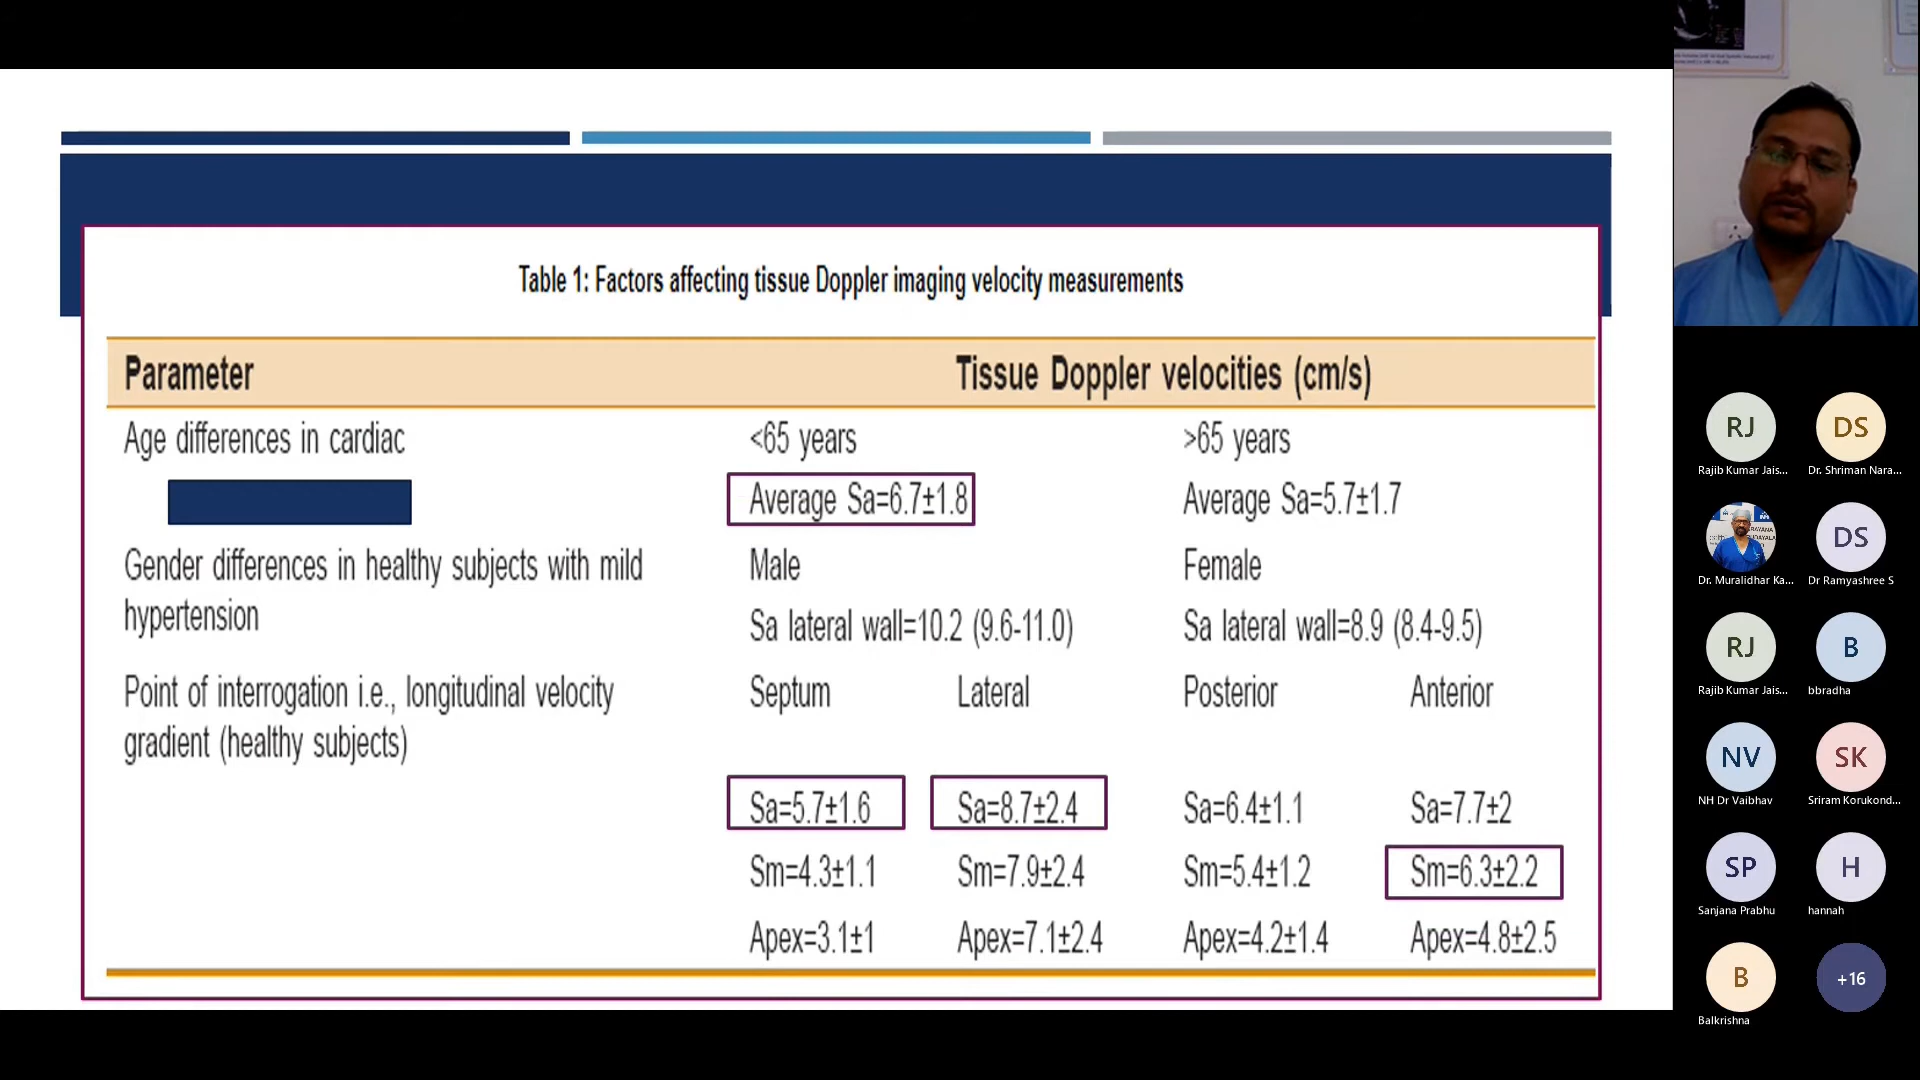 Table 1: Factors affecting tissue Doppler imaging velocity measurements
Parameter Tissue Doppler velocities (cm/s)
Age differences in cardiac <65 years >65 years
Average Sa=6.7±1.8 Average Sa=5.7±1.7
Gender differences in healthy subjects with mild Male Female
hypertension Sa lateral wall=10.2 (9.6-11.0) Sa lateral wall=8.9 (8.4-9.5)
Point of interrogation i.e., longitudinal velocity Septum Lateral Posterior Anterior
gradient (healthy subjects)
Sa=5.7±1.6 Sa=8.7±2.4 Sa=6.4±1.1 Sa=7.7±2
Sm=4.3±1.1 Sm=7.9±2.4 Sm=5.4±1.2 Sm=6.3±2.2
Apex=3.1±1 Apex=7.1±2.4 Apex=4.2±1.4 Apex=4.8±2.5
RJ DS
Rajib Kumar Jais... Dr. Shriman Nara...
DS
Dr. Muralidhar Ka... Dr Ramyashree S
RJ B
Rajib Kumar Jais... bbradha
NV SK
NH Dr Vaibhav Sriram Korukond...
SP H
Sanjana Prabhu hannah
B +16
Balkrishna